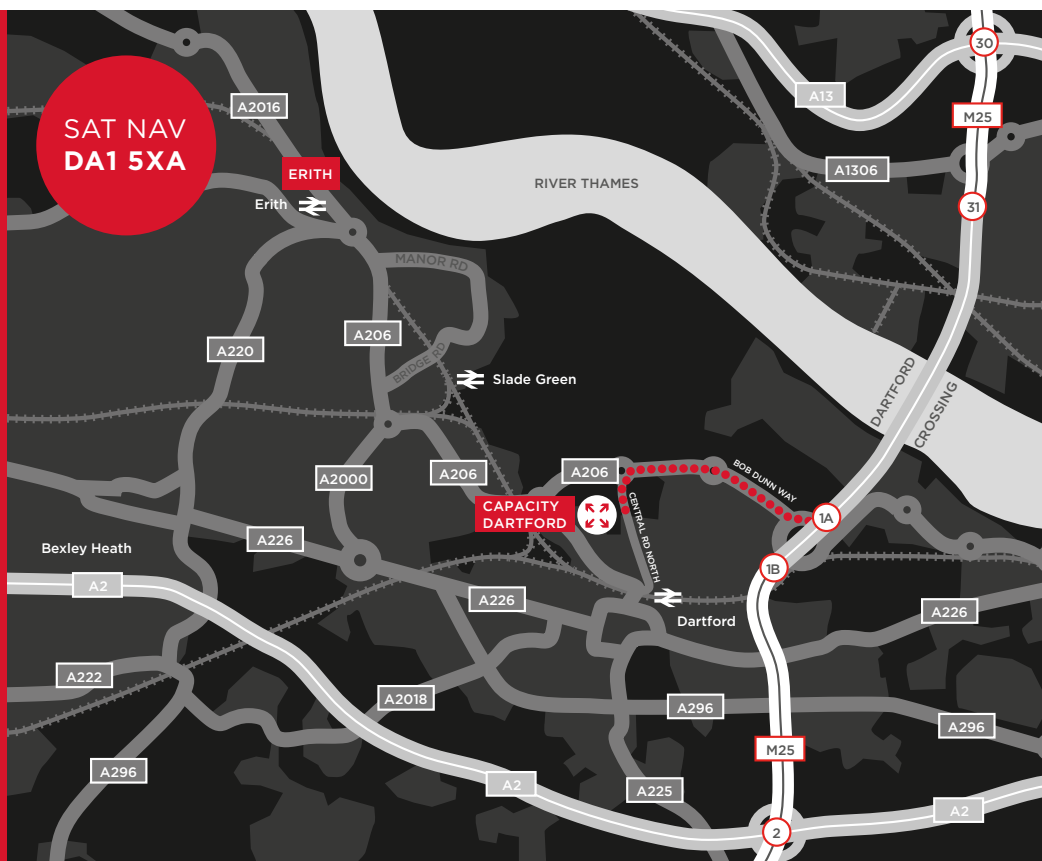 30
A13
M25
SAT NAV
DA1 5XA
A2016
A1306
ERITH
RIVER THAMES
Erith
31
MANOR RD
A206
A220
BRIDGE RD
Slade Green
DARTFORD
CROSSING
A2000
A206
A206
BOB DUNN WAY
CAPACITY
DARTFORD
CENTRAL RD NORTH
1A
A226
Bexley Heath
1B
A2
A226
Dartford
A226
A222
A2018
A296
A296
M25
A296
A2
A225
A2
2